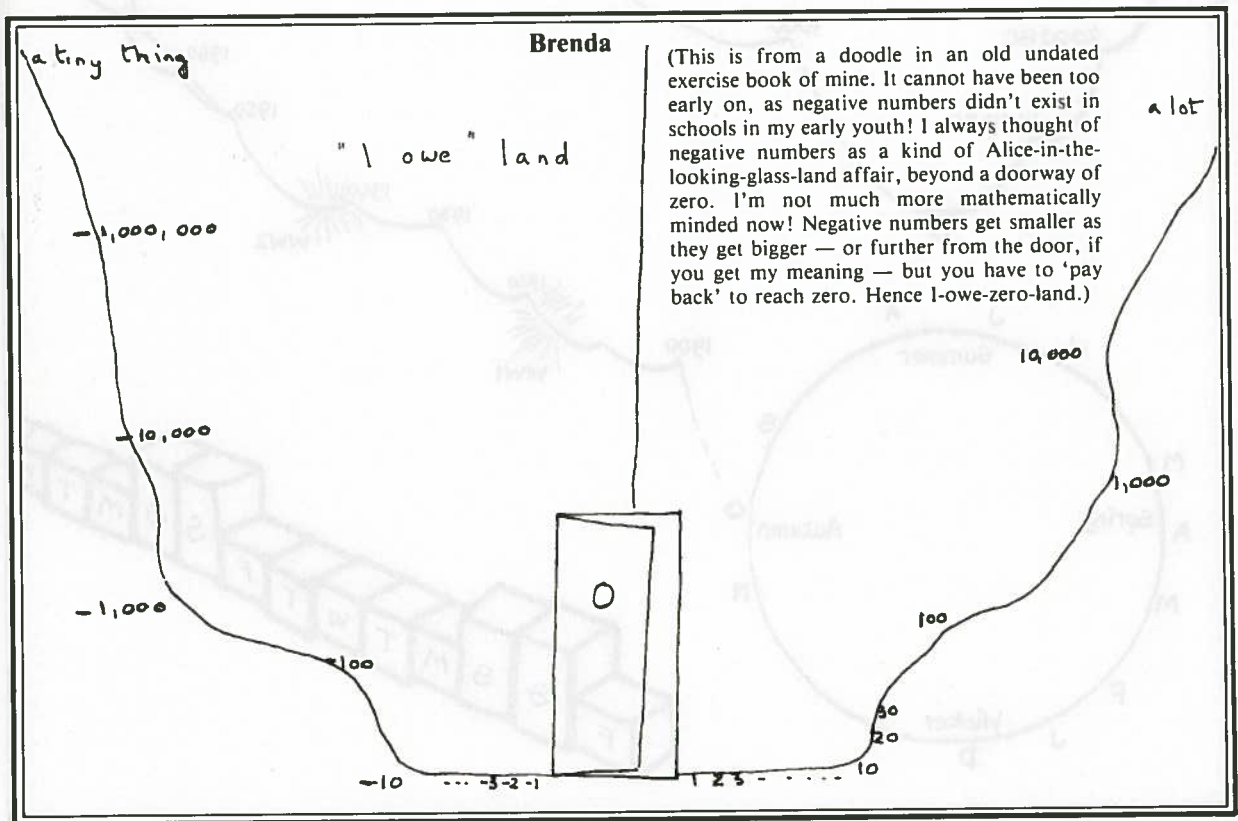 Brenda
a tiny thing
"I owe" land
(This is from a doodle in an old undated
exercise book of mine. It cannot have been too
early on, as negative numbers didn't exist in
schools in my early youth! I always thought of
negative numbers as a kind of Alice-in-the-
looking-glass-land affair, beyond a doorway of
zero. I'm not much more mathematically
minded now! Negative numbers get smaller as
they get bigger — or further from the door, if
you get my meaning — but you have to 'pay
back' to reach zero. Hence I-owe-zero-land.)
a lot
-1,000,000
-10,000
-1,000
-100
-10 ... -3 -2 -1
0
1 2 3 - . . . . . -
10
20
30
100
1,000
10,000